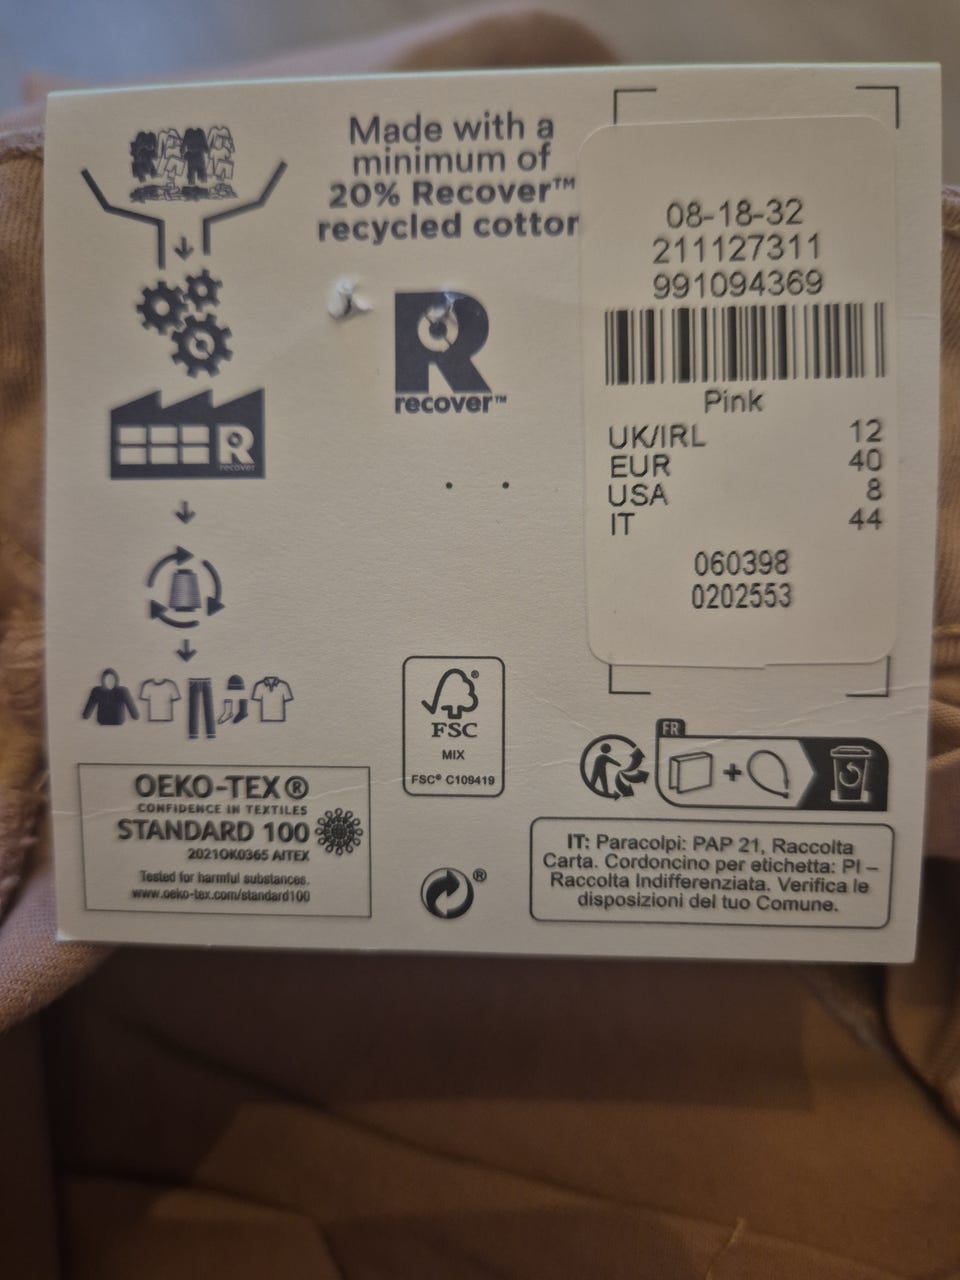 Made with a
minimum of
20% Recover™
recycled cotton
R
recover™
R
recover
08-18-32
211127311
991094369
Pink
UK/IRL 12
EUR 40
USA 8
IT 44
060398
0202553
OEKO-TEX®
CONFIDENCE IN TEXTILES
STANDARD 100
2021OK0365 AITEX
Tested for harmful substances.
www.oeko-tex.com/standard100
®
FSC
MIX
FSC® C109419
®
FR
+
IT: Paracolpi: PAP 21, Raccolta
Carta. Cordoncino per etichetta: PI –
Raccolta Indifferenziata. Verifica le
disposizioni del tuo Comune.